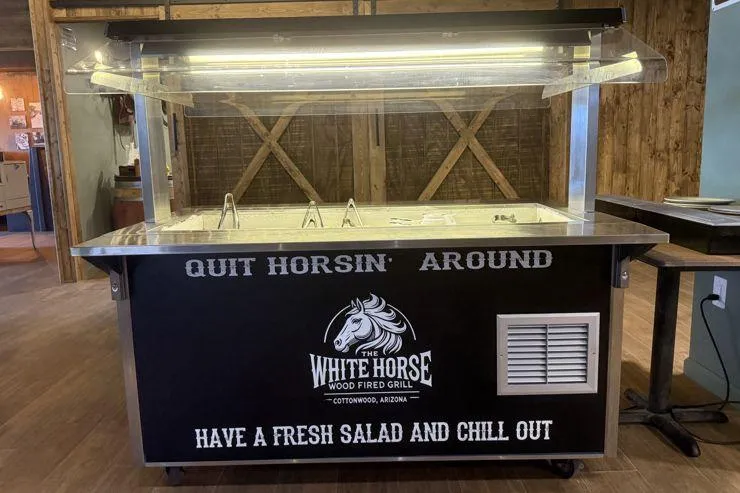 QUIT HORSIN' AROUND
THE
WHITE HORSE
WOOD FIRED GRILL
COTTONWOOD, ARIZONA
HAVE A FRESH SALAD AND CHILL OUT